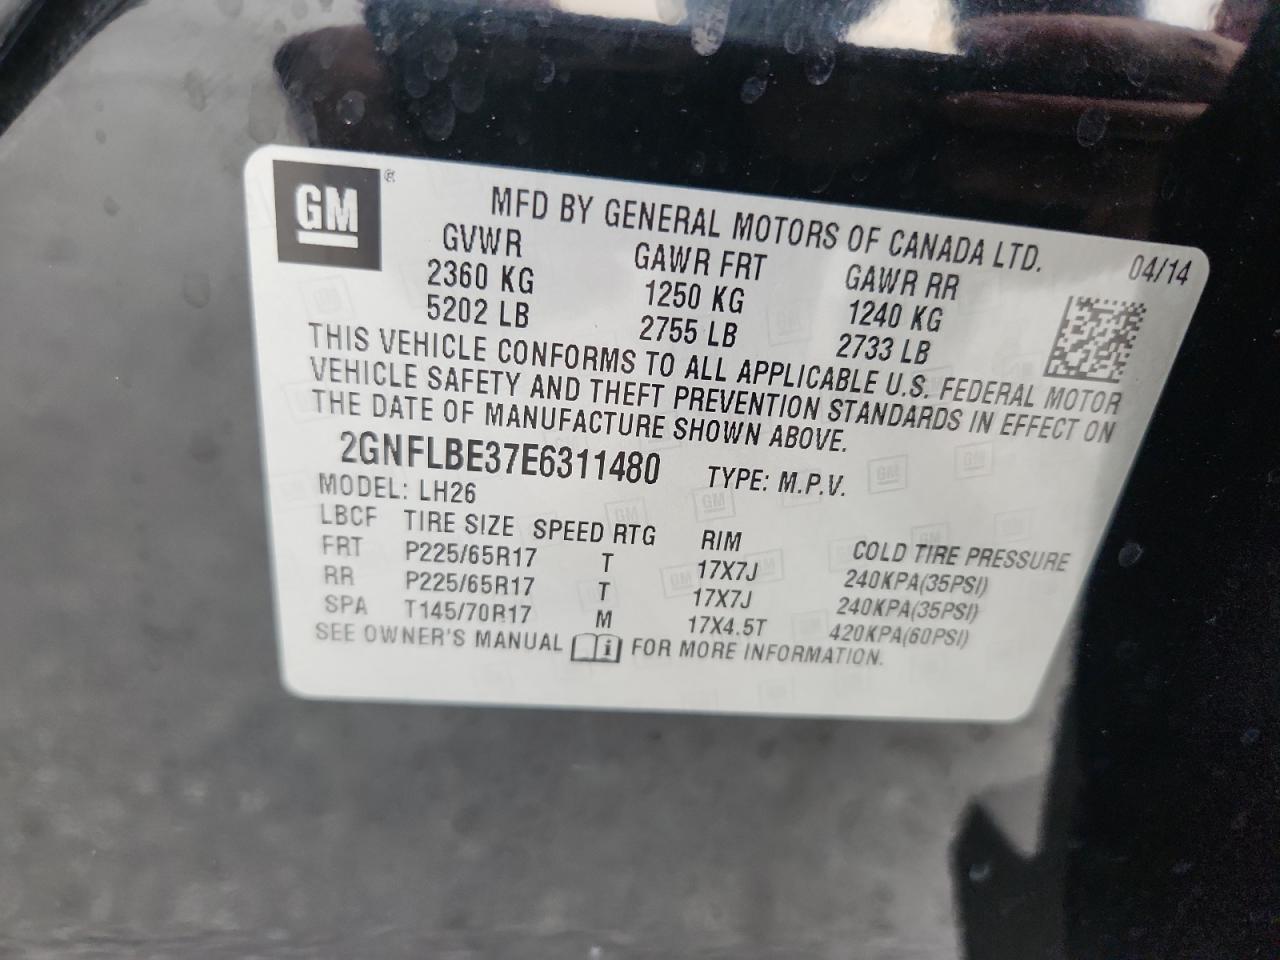 GM
MFD BY GENERAL MOTORS OF CANADA LTD.
04/14
GVWR GAWR FRT GAWR RR
2360 KG 1250 KG 1240 KG
5202 LB 2755 LB 2733 LB
THIS VEHICLE CONFORMS TO ALL APPLICABLE U.S. FEDERAL MOTOR
VEHICLE SAFETY AND THEFT PREVENTION STANDARDS IN EFFECT ON
THE DATE OF MANUFACTURE SHOWN ABOVE.
2GNFLBE37E6311480 TYPE: M.P.V.
MODEL: LH26
LBCF TIRE SIZE SPEED RTG RIM COLD TIRE PRESSURE
FRT P225/65R17 T 17X7J 240KPA(35PSI)
RR P225/65R17 T 17X7J 240KPA(35PSI)
SPA T145/70R17 M 17X4.5T 420KPA(60PSI)
SEE OWNER'S MANUAL i FOR MORE INFORMATION.